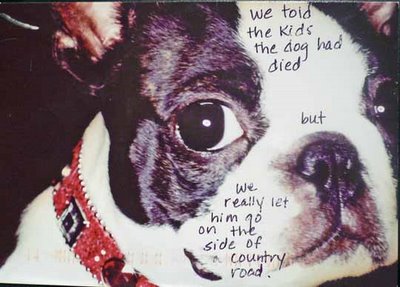 we told
the Kids
the dog had
died
but
we
really let
him go
on the
side of
a country
road.